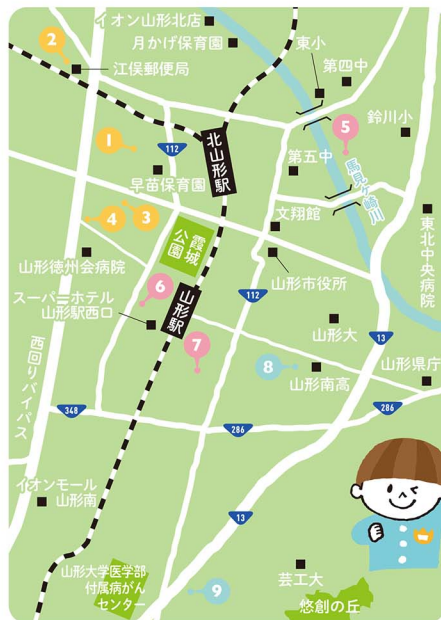 イオン山形北店
月かげ保育園
東小
2
江俣郵便局
第四中
鈴川小
1
112
北山形駅
5
早苗保育園
第五中
馬見ヶ崎川
4
3
文翔館
東北中央病院
霞城
公園
山形徳州会病院
山形市役所
6
スーパーホテル
山形駅西口
山形駅
112
山形大
13
西回りバイパス
7
8
山形南高
山形県庁
348
286
286
イオンモール
山形南
13
山形大学医学部
付属病がん
センター
9
芸工大
悠創の丘